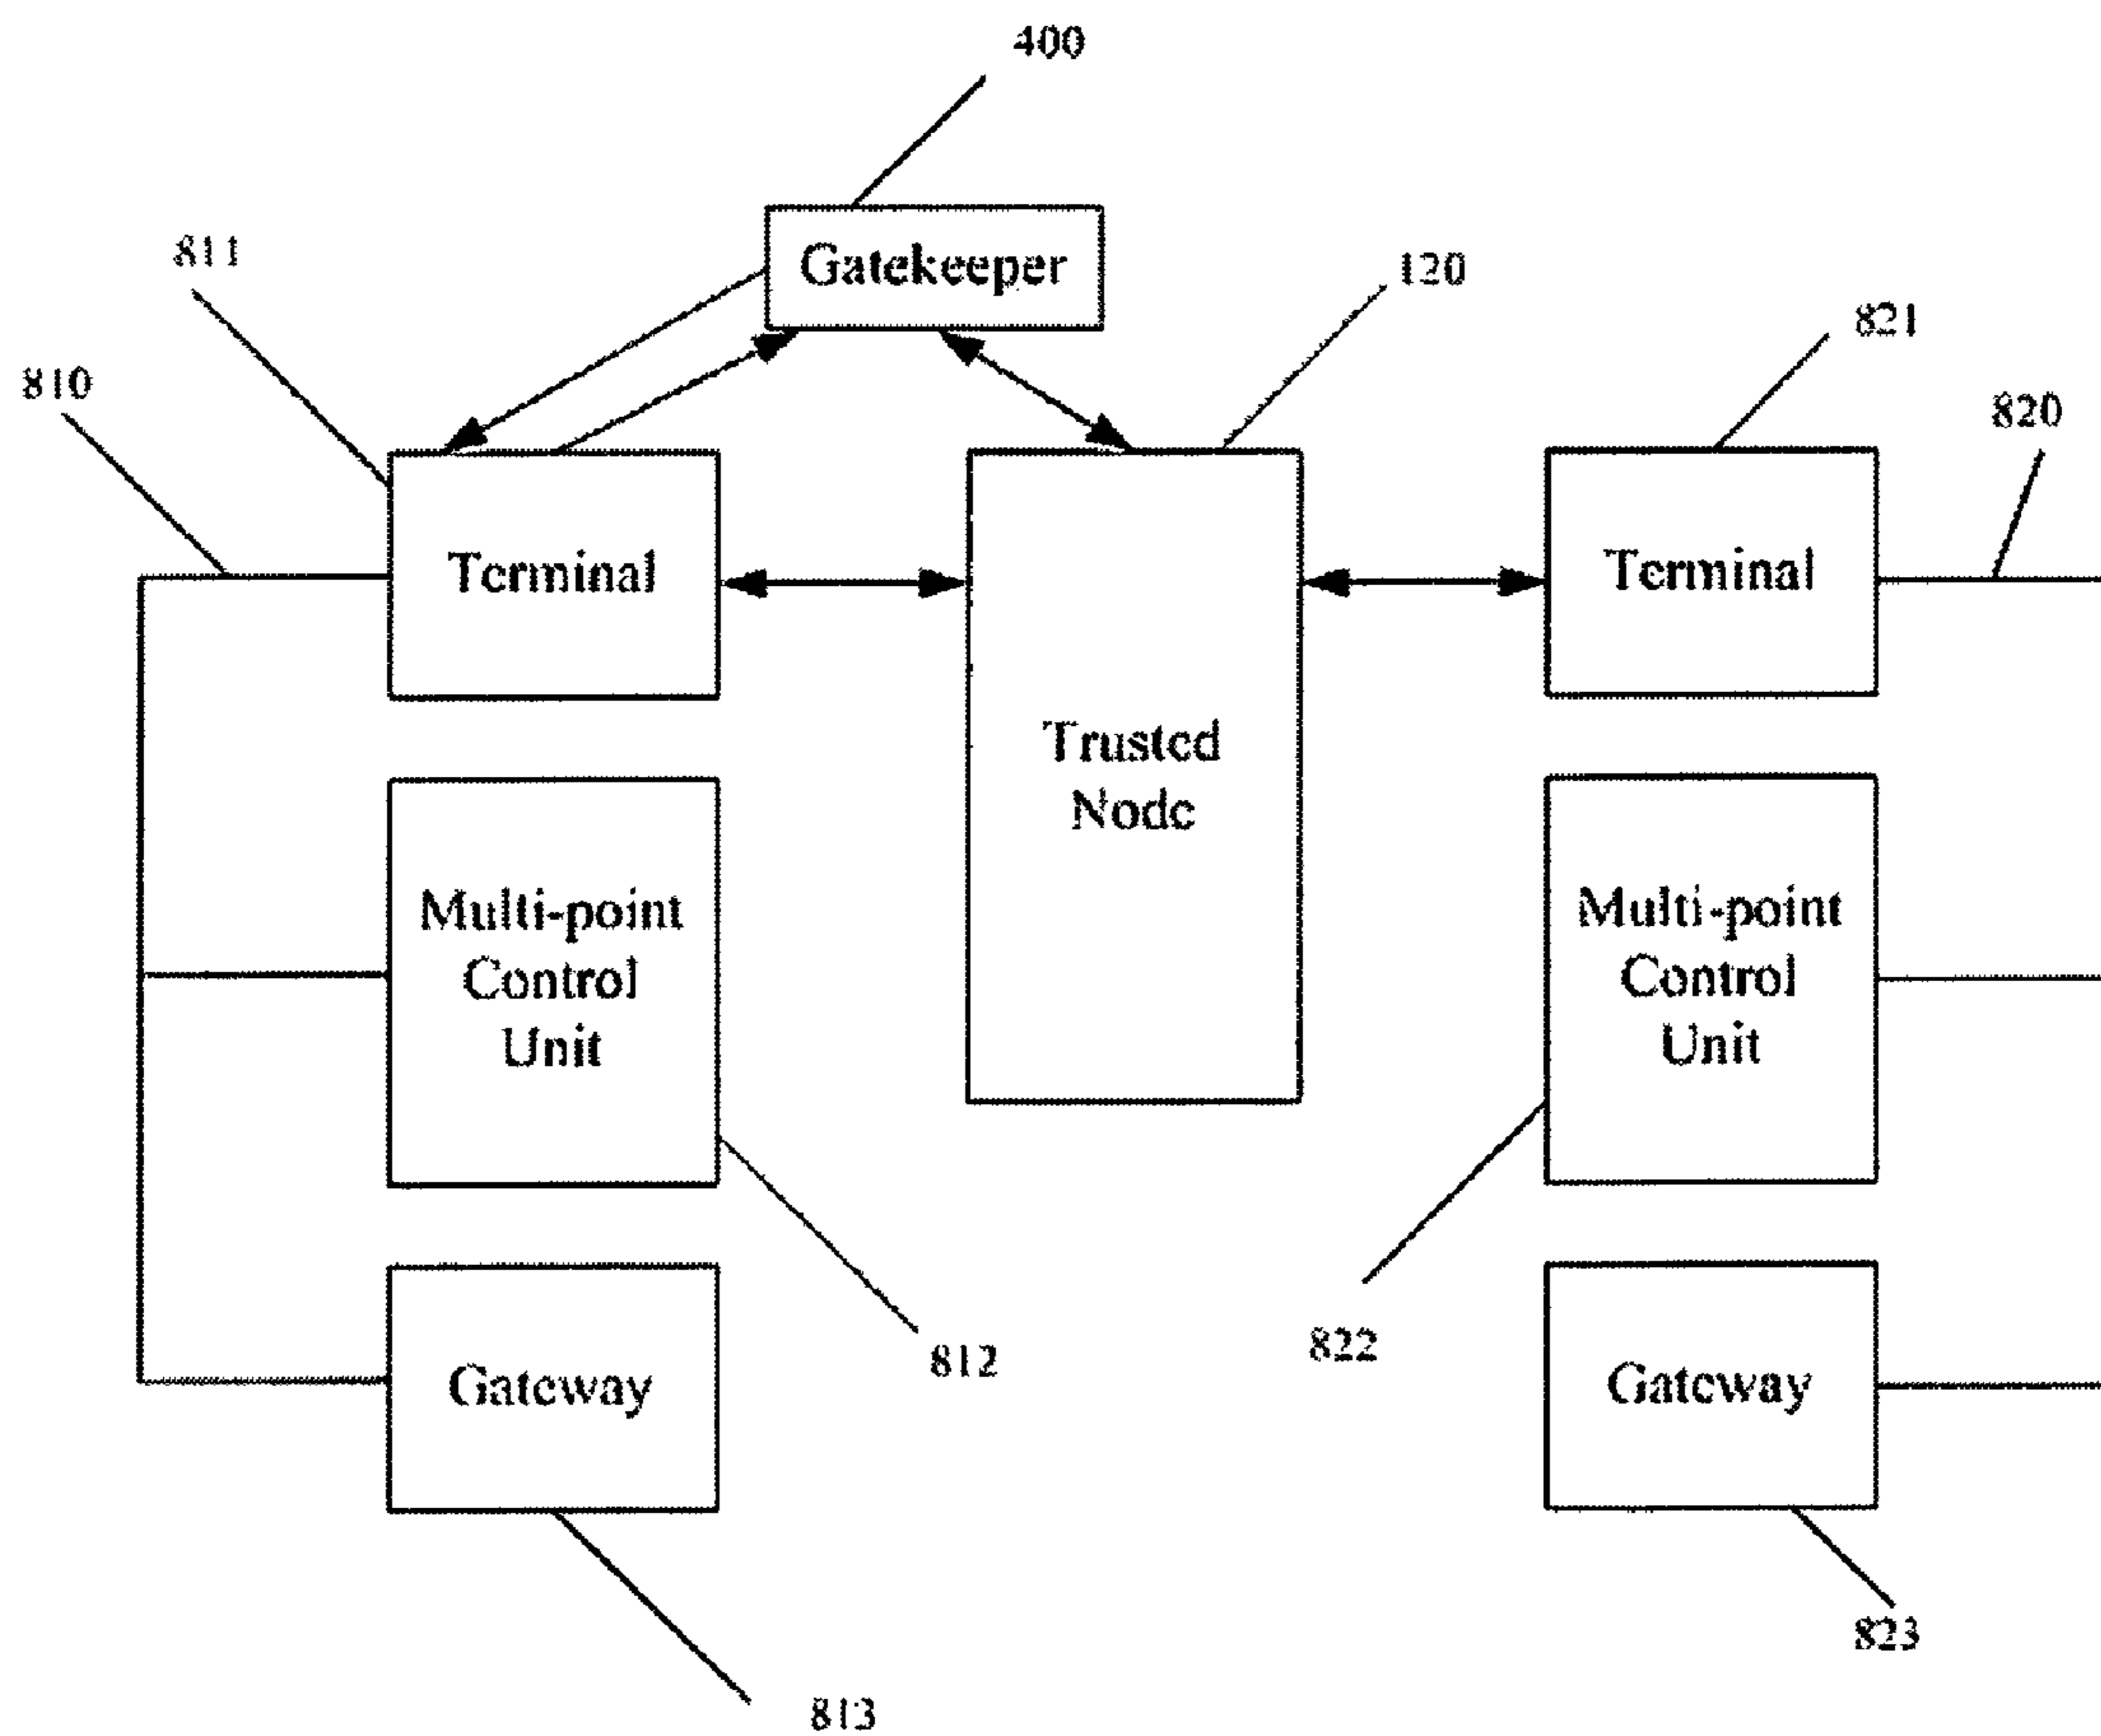 400
811
Gatekeeper
120
821
810
820
Terminal
Terminal
Trusted
Node
Multi-point
Control
Unit
Multi-point
Control
Unit
812
822
Gateway
Gateway
823
813